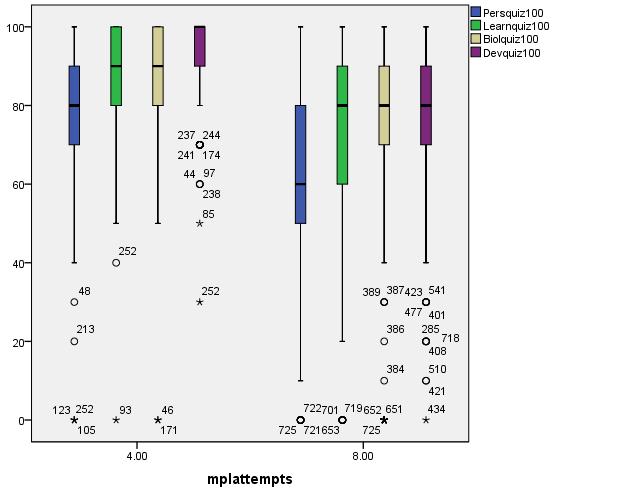 Persquiz100
Learnquiz100
Biolquiz100
Devquiz100
100
80
60
40
20
0
48
213
123 252
105
252
93
46
171
237 244
241 174
44 97
238
85
252
722 701 719 652 651
725 721 653 725
389 387 423 541
477 401
386 285 718
408
384 510
421
434
4.00 8.00
mplattempts